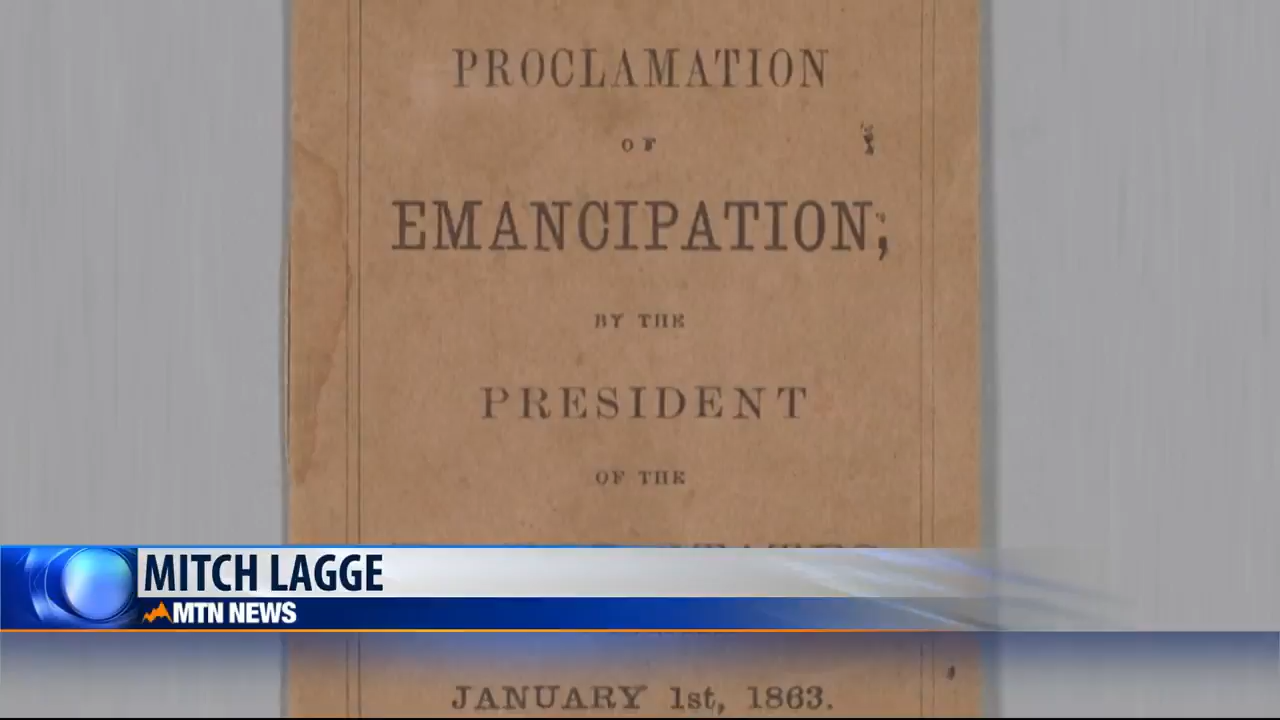 PROCLAMATION
OF
EMANCIPATION;
BY THE
PRESIDENT
OF THE
MITCH LAGGE
MTN NEWS
JANUARY 1st, 1863.